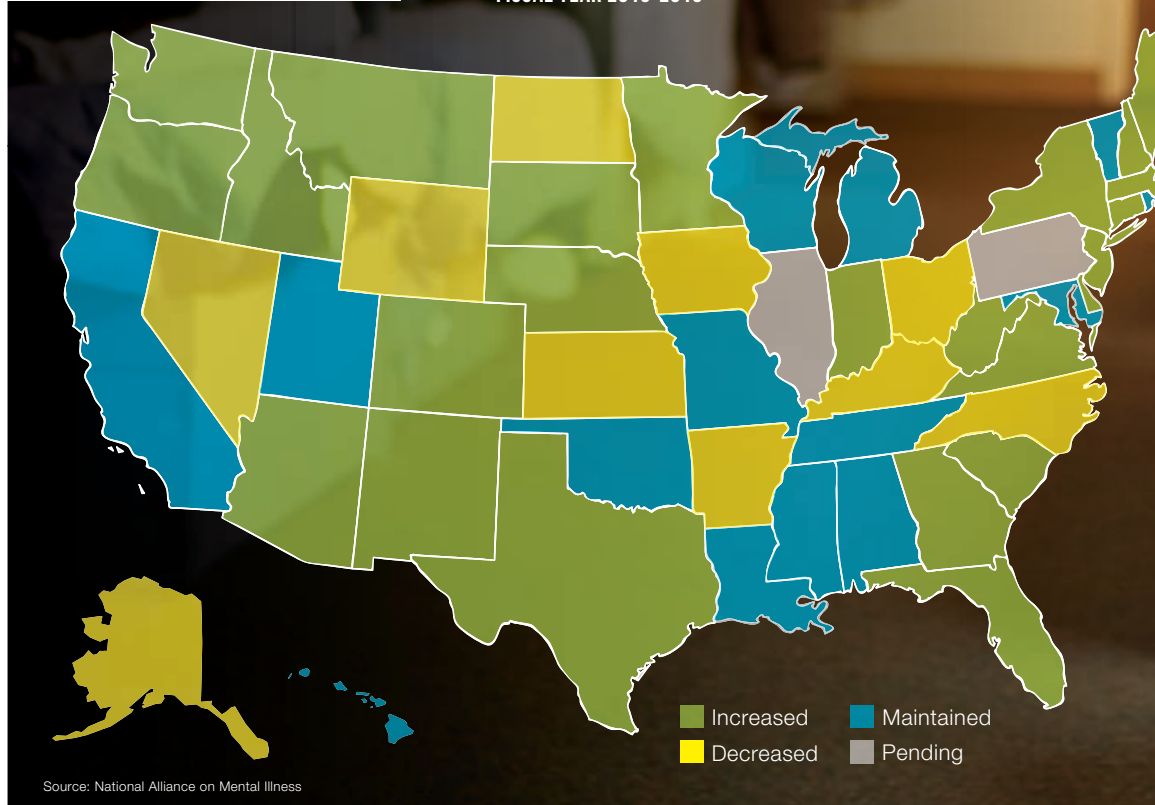 Increased
Maintained
Decreased
Pending
Source: National Alliance on Mental Illness